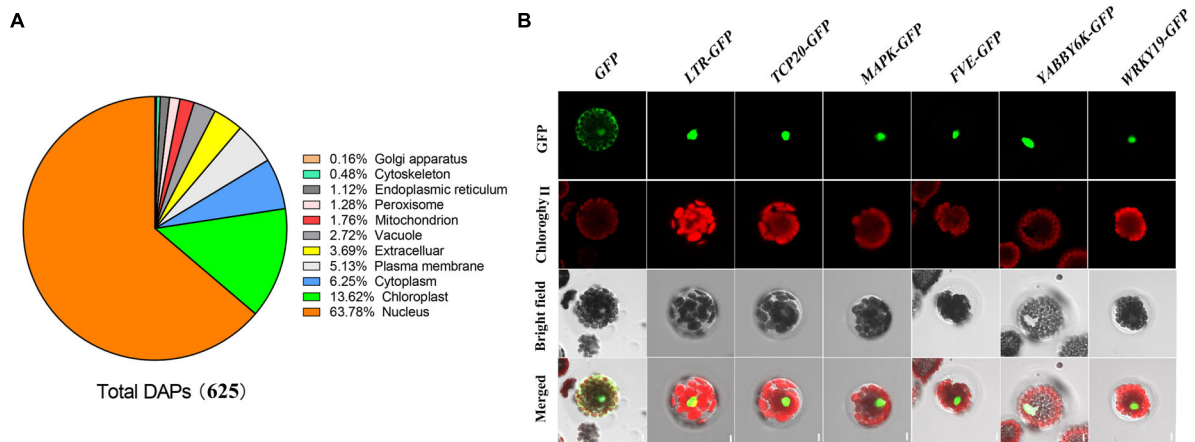 A
0.16% Golgi apparatus
0.48% Cytoskeleton
1.12% Endoplasmic reticulum
1.28% Peroxisome
1.76% Mitochondrion
2.72% Vacuole
3.69% Extracelluar
5.13% Plasma membrane
6.25% Cytoplasm
13.62% Chloroplast
63.78% Nucleus
Total DAPs (625)
B
GFP
LTR-GFP
TCP20-GFP
MAPK-GFP
FVE-GFP
YABBY6K-GFP
WRKY19-GFP
GFP
Chloroghy II
Bright field
Merged